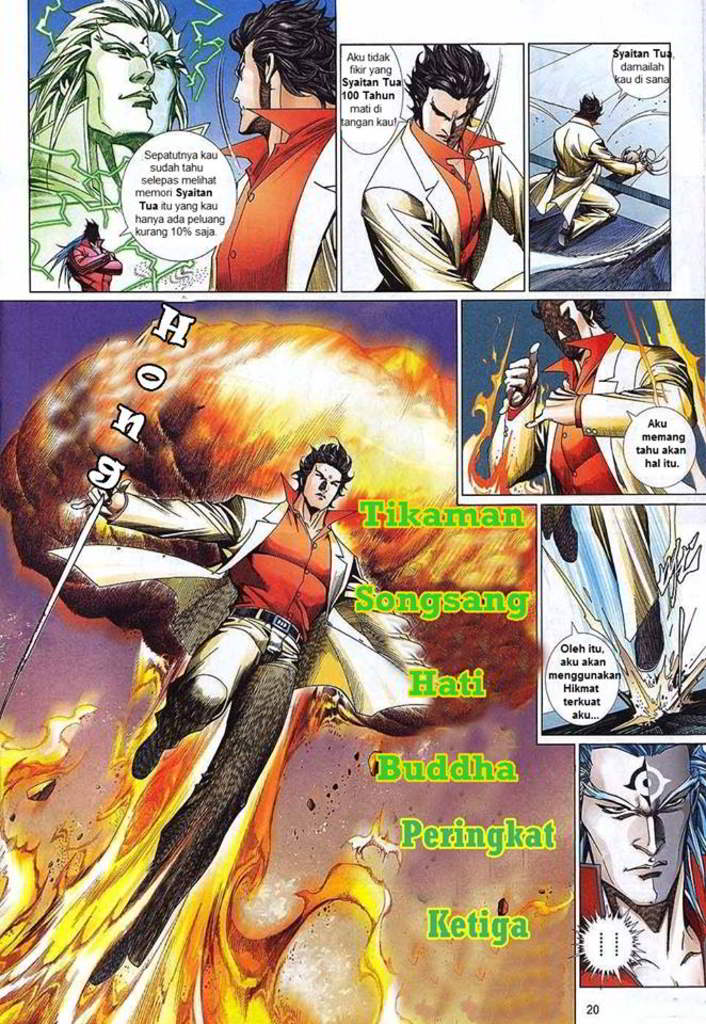 Sepatutnya kau
sudah tahu
selepas melihat
memori Syaitan
Tua itu yang kau
hanya ada peluang
kurang 10% saja.
Aku tidak
fikir yang
Syaitan Tua
100 Tahun
mati di
tangan kau!
Syaitan Tua,
damailah
kau di sana
Hong
Aku
memang
tahu akan
hal itu.
Oleh itu,
aku akan
menggunakan
Hikmat
terkuat
aku...
Tikaman
Songsang
Hati
Buddha
Peringkat
Ketiga
!!
20